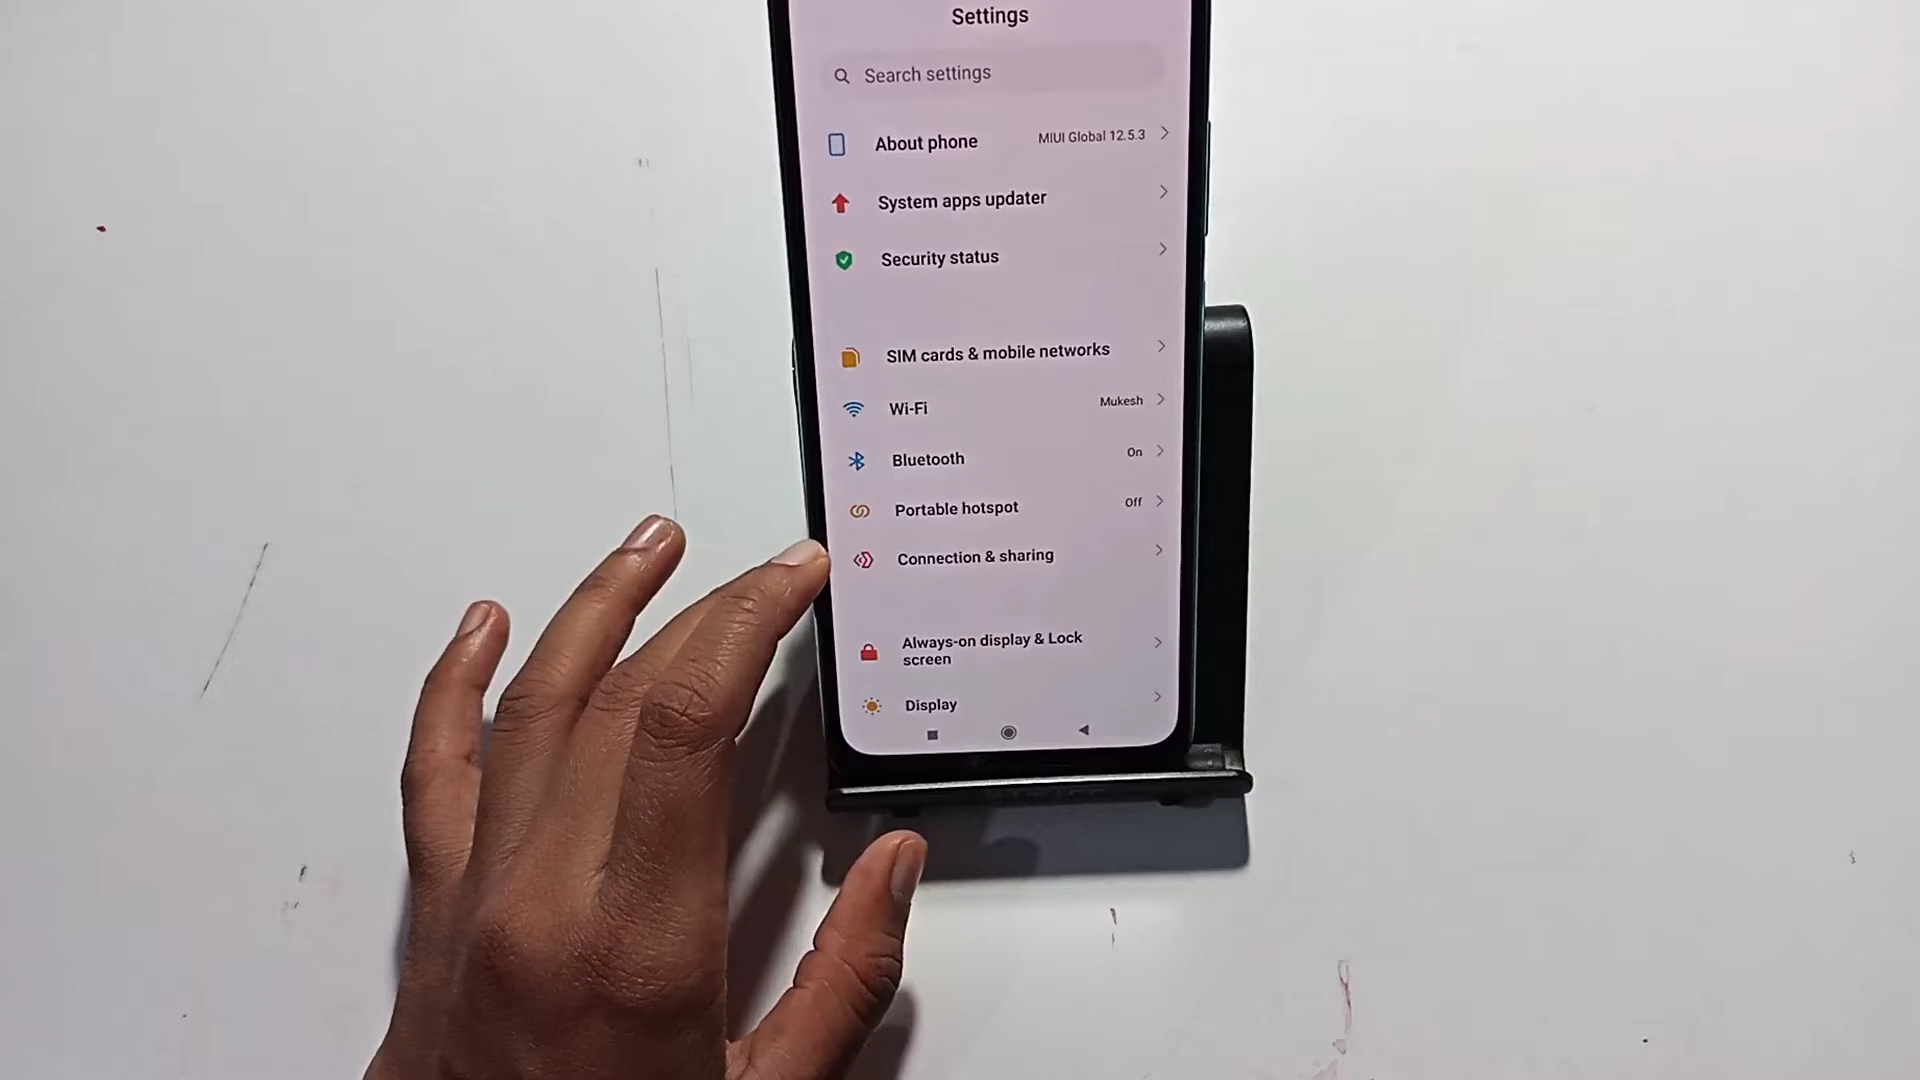 Settings
Search settings
About phone MIUI Global 12.5.3
System apps updater
Security status
SIM cards & mobile networks
Wi-Fi Mukesh
Bluetooth On
Portable hotspot Off
Connection & sharing
Always-on display & Lock
screen
Display